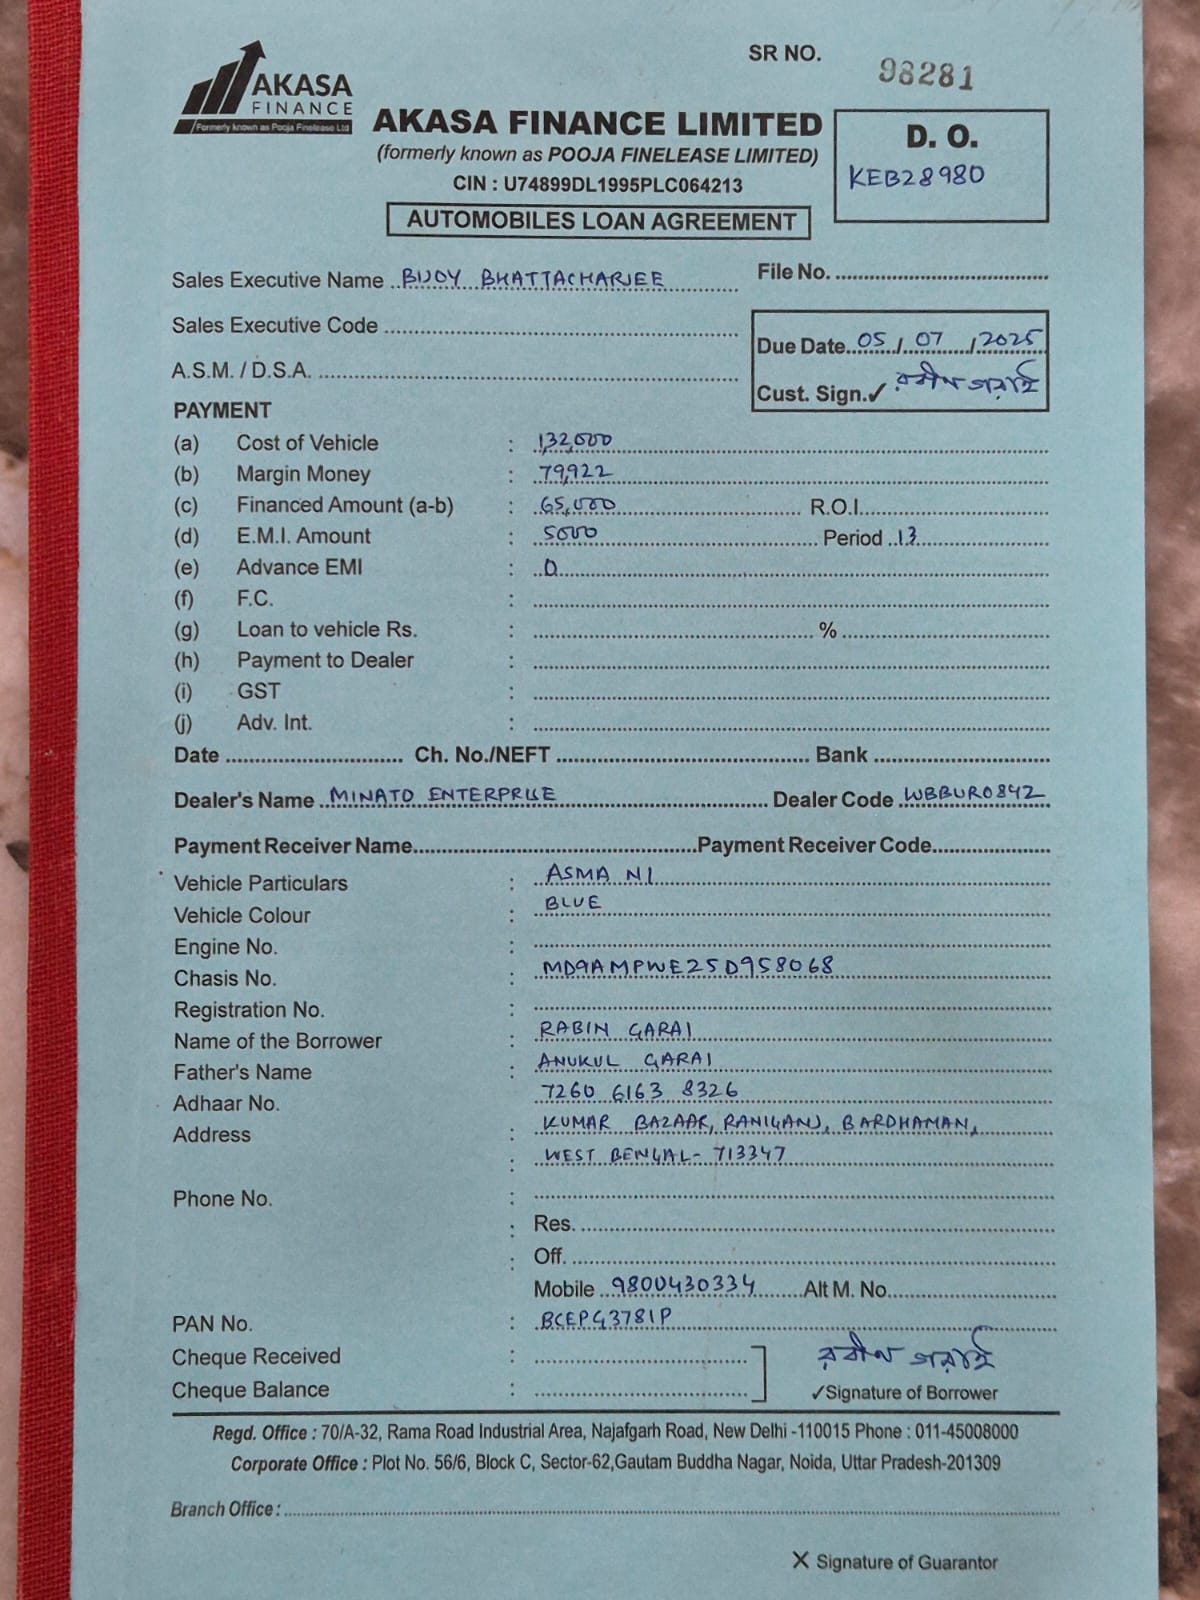 SR NO. 98281
AKASA
FINANCE
Formerly known as Pooja Finelease Ltd
AKASA FINANCE LIMITED
(formerly known as POOJA FINELEASE LIMITED)
CIN : U74899DL1995PLC064213
AUTOMOBILES LOAN AGREEMENT
D. O.
KEB28980
Sales Executive Name BIJOY BHATTACHARJEE
File No.
Sales Executive Code
A.S.M. / D.S.A.
Due Date 05 / 07 / 2025
Cust. Sign.✓ রবীন গরাই
PAYMENT
(a) Cost of Vehicle : 1,32,000
(b) Margin Money : 79,922
(c) Financed Amount (a-b) : 65,000 R.O.I.
(d) E.M.I. Amount : 5000 Period 13
(e) Advance EMI : 0
(f) F.C. :
(g) Loan to vehicle Rs. : %
(h) Payment to Dealer :
(i) GST :
(j) Adv. Int. :
Date Ch. No./NEFT Bank
Dealer's Name MINATO ENTERPRISE Dealer Code WBBUR0842
Payment Receiver Name Payment Receiver Code
Vehicle Particulars : ASMA N1
Vehicle Colour : BLUE
Engine No. :
Chasis No. : MD9AMPWE25D958068
Registration No. :
Name of the Borrower : RABIN GARAI
Father's Name : ANUKUL GARAI
Adhaar No. 7260 6163 8326
Address : KUMAR BAZAAR, RANIGANJ, BARDHAMAN,
: WEST BENGAL- 713347
Phone No. :
: Res.
: Off.
Mobile 9800430334 Alt M. No.
PAN No. : BCEPG3781P
Cheque Received :
রবীন গরাই
Cheque Balance :
✓Signature of Borrower
Regd. Office : 70/A-32, Rama Road Industrial Area, Najafgarh Road, New Delhi -110015 Phone : 011-45008000
Corporate Office : Plot No. 56/6, Block C, Sector-62,Gautam Buddha Nagar, Noida, Uttar Pradesh-201309
Branch Office :
X Signature of Guarantor